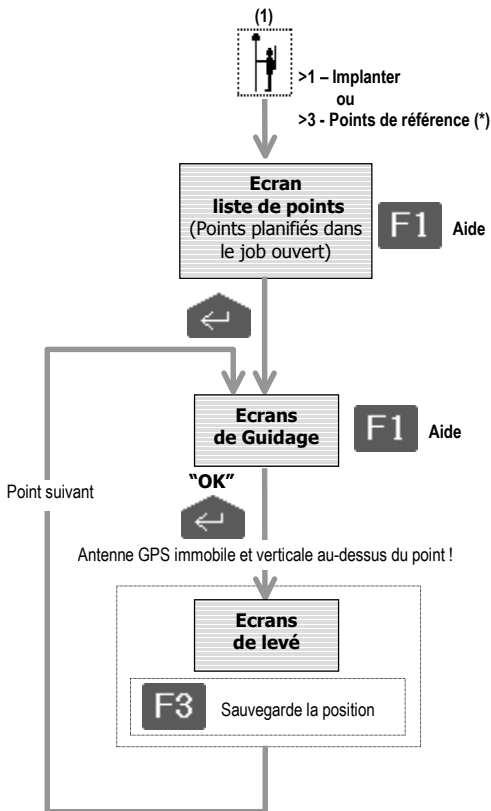 (1)
>1 – Implanter
ou
>3 - Points de référence (*)
Ecran
liste de points
(Points planifiés dans
le job ouvert)
F1 Aide
Ecrans
de Guidage
F1 Aide
"OK"
Point suivant
Antenne GPS immobile et verticale au-dessus du point !
Ecrans
de levé
F3 Sauvegarde la position